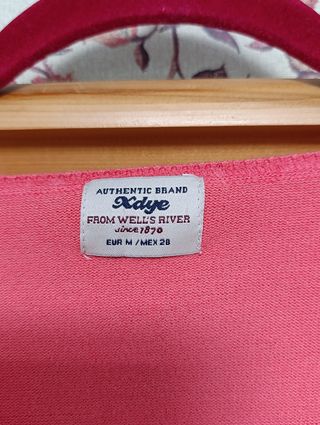 AUTHENTIC BRAND
Xdye
FROM WELL'S RIVER
since 1870
EUR M / MEX 28